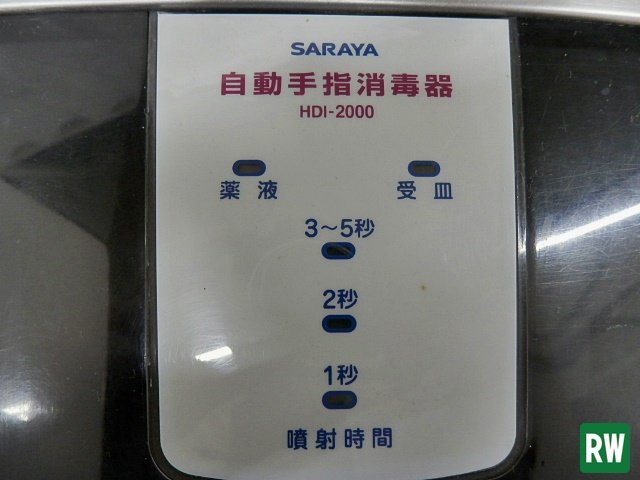 SARAYA
自動手指消毒器
HDI-2000
薬液 受皿
3～5秒
2秒
1秒
噴射時間
RW